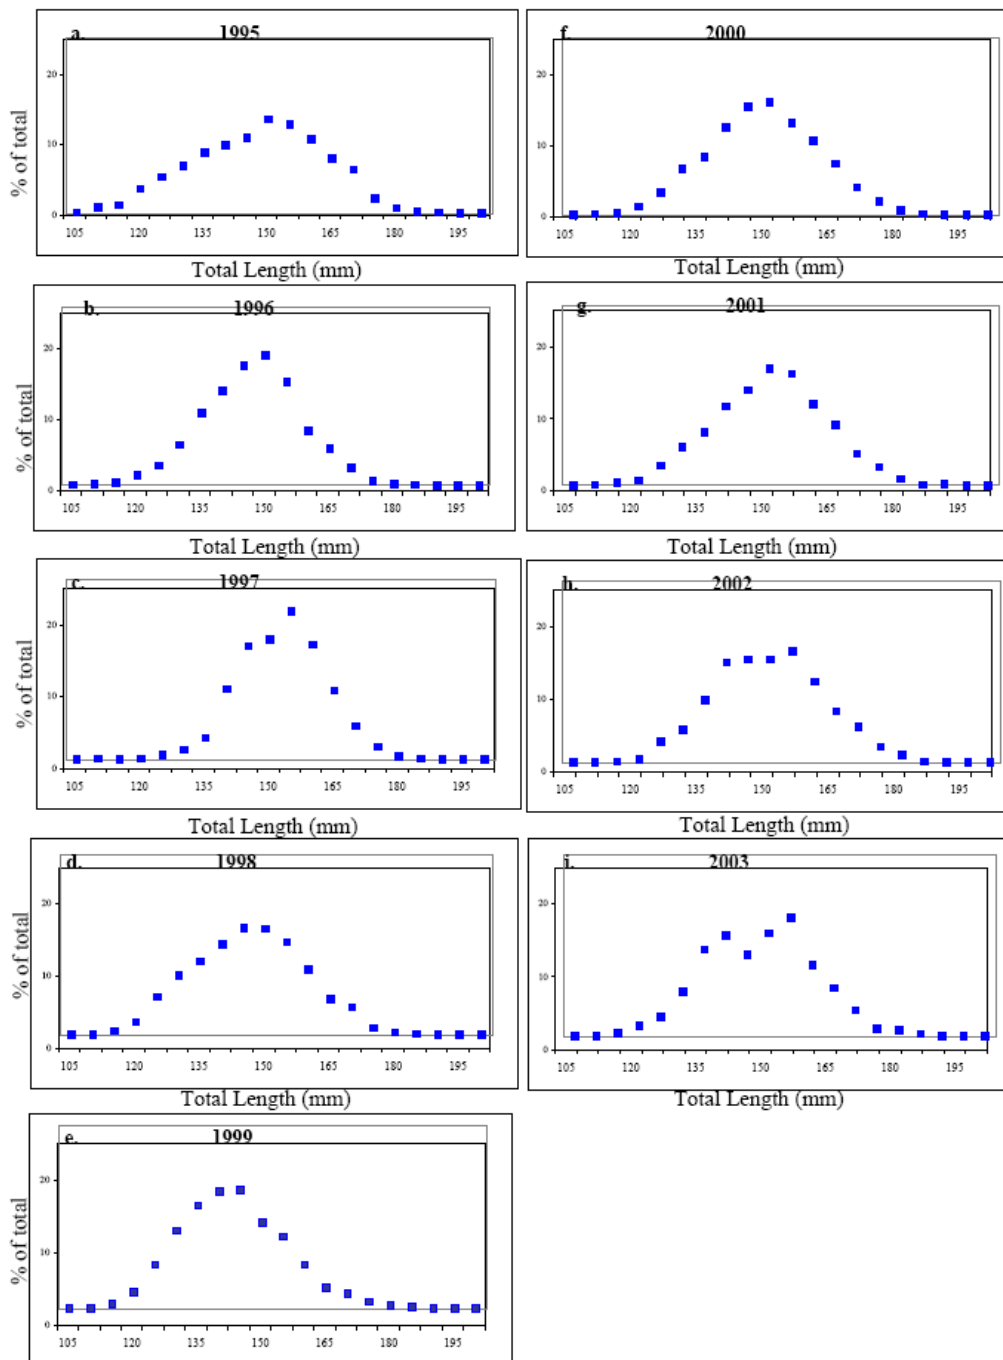 a. 1995
% of total
20
10
0
105 120 135 150 165 180 195
Total Length (mm)
b. 1996
% of total
20
10
0
105 120 135 150 165 180 195
Total Length (mm)
c. 1997
% of total
20
10
0
105 120 135 150 165 180 195
Total Length (mm)
d. 1998
% of total
20
10
0
105 120 135 150 165 180 195
Total Length (mm)
e. 1999
% of total
20
10
0
105 120 135 150 165 180 195
f. 2000
20
10
0
105 120 135 150 165 180 195
Total Length (mm)
g. 2001
20
10
0
105 120 135 150 165 180 195
Total Length (mm)
h. 2002
20
10
0
105 120 135 150 165 180 195
Total Length (mm)
i. 2003
20
10
0
105 120 135 150 165 180 195
Total Length (mm)